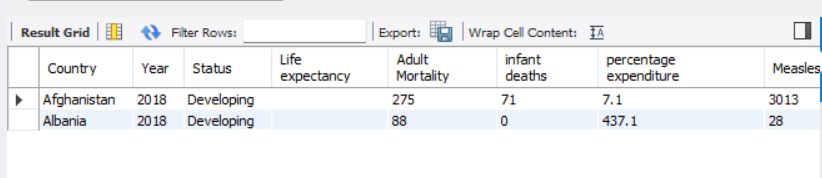 Result Grid Filter Rows: Export: Wrap Cell Content: IA
Country Year Status Life expectancy Adult Mortality infant deaths percentage expenditure Measles
Afghanistan 2018 Developing 275 71 7.1 3013
Albania 2018 Developing 88 0 437.1 28